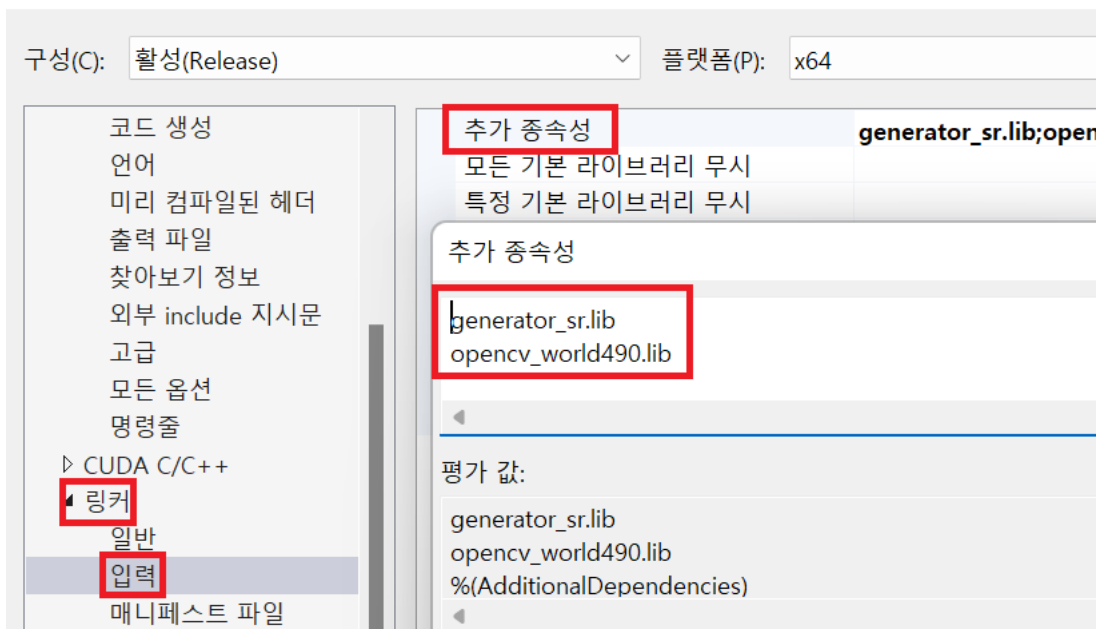 구성(C): 활성(Release) 플랫폼(P): x64
코드 생성
언어
미리 컴파일된 헤더
출력 파일
찾아보기 정보
외부 include 지시문
고급
모든 옵션
명령줄
CUDA C/C++
링커
일반
입력
매니페스트 파일
추가 종속성 generator_sr.lib;open
모든 기본 라이브러리 무시
특정 기본 라이브러리 무시
추가 종속성
generator_sr.lib
opencv_world490.lib
평가 값:
generator_sr.lib
opencv_world490.lib
%(AdditionalDependencies)